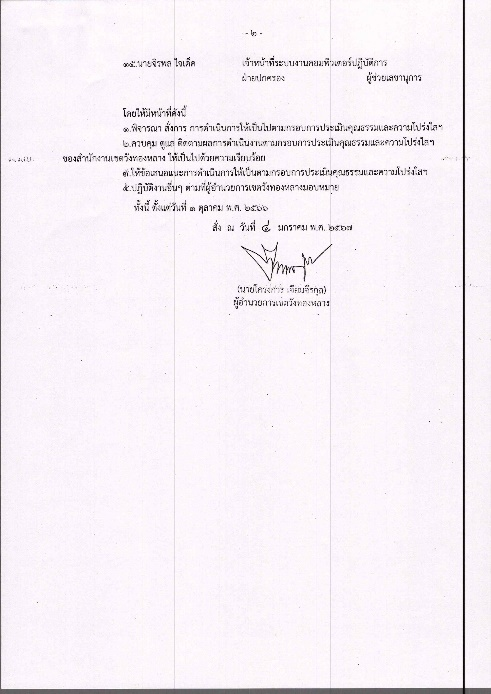 - ๒ -
๑๕.นายจิรพล ใจเด็ด เจ้าหน้าที่ระบบงานคอมพิวเตอร์ปฏิบัติการ
ฝ่ายปกครอง ผู้ช่วยเลขานุการ
โดยให้มีหน้าที่ดังนี้
๑.พิจารณา สั่งการ การดำเนินการให้เป็นไปตามกรอบการประเมินคุณธรรมและความโปร่งใสฯ
๒.ควบคุม ดูแล ติดตามผลการดำเนินงานตามกรอบการประเมินคุณธรรมและความโปร่งใสฯ
ของสำนักงานเขตวังทองหลาง ให้เป็นไปด้วยความเรียบร้อย
๔.ให้ข้อเสนอแนะการดำเนินการให้เป็นตามกรอบการประเมินคุณธรรมและความโปร่งใสฯ
๕.ปฏิบัติงานอื่นๆ ตามที่ผู้อำนวยการเขตวังทองหลางมอบหมาย
ทั้งนี้ ตั้งแต่วันที่ ๑ ตุลาคม พ.ศ. ๒๕๖๖
สั่ง ณ วันที่ ๔ มกราคม พ.ศ. ๒๕๖๗
ผู้อำนวยการเขตวังทองหลาง